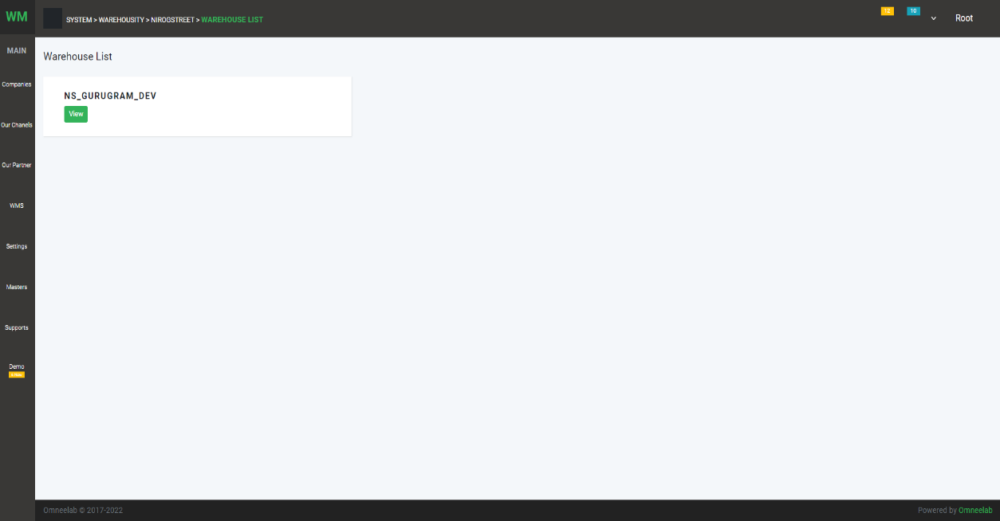 WM
SYSTEM > WAREHOUSITY > NIROGSTREET > WAREHOUSE LIST
12
10
Root
MAIN
Companies
Our Chanels
Our Partner
WMS
Settings
Masters
Supports
Demo
Warehouse List
NS_GURUGRAM_DEV
View
Omneelab © 2017-2022
Powered by Omneelab